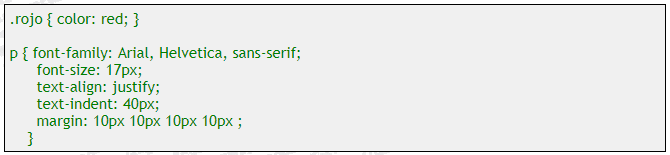 .rojo { color: red; }
p { font-family: Arial, Helvetica, sans-serif;
font-size: 17px;
text-align: justify;
text-indent: 40px;
margin: 10px 10px 10px 10px ;
}